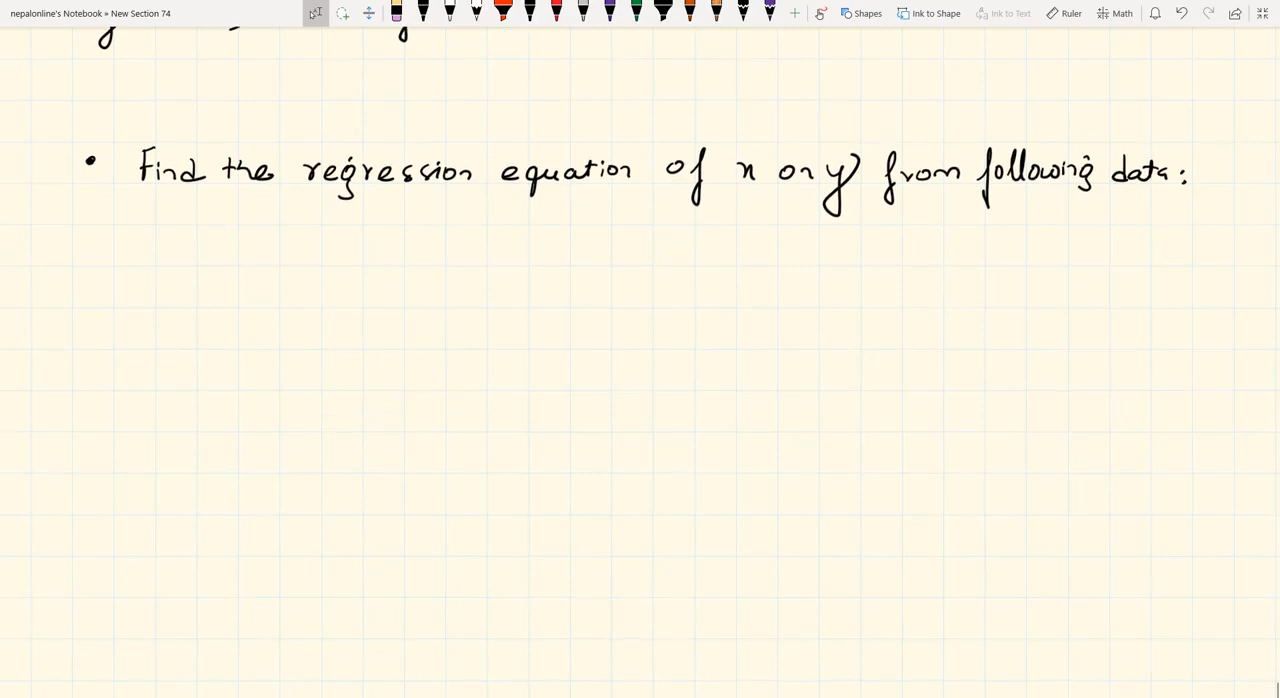 nepalonline's Notebook » New Section 74
Shapes Ink to Shape Ink to Text Ruler Math
• Find the regression equation of x on y from following data: